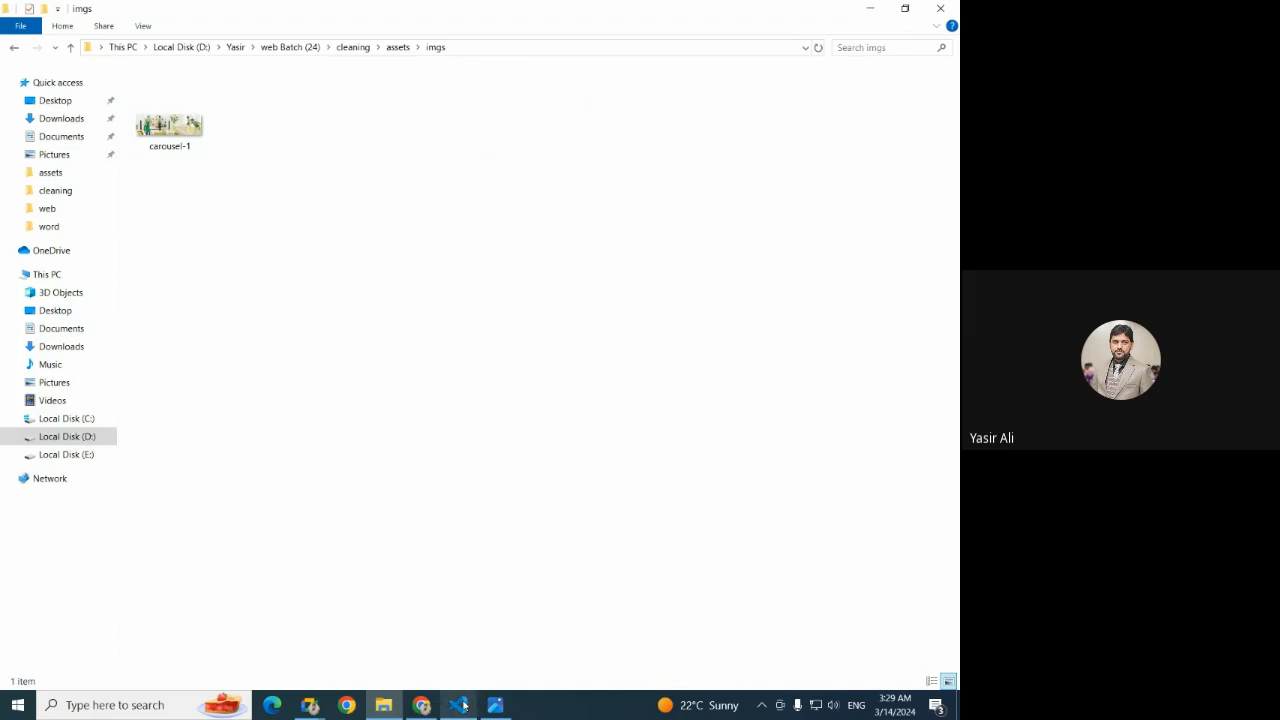 imgs
File Home Share View
This PC Local Disk (D:) Yasir web Batch (24) cleaning assets imgs
Search imgs
Quick access
Desktop
Downloads
Documents
Pictures
assets
cleaning
web
word
OneDrive
This PC
3D Objects
Desktop
Documents
Downloads
Music
Pictures
Videos
Local Disk (C:)
Local Disk (D:)
Local Disk (E:)
Network
carousel-1
1 item
Yasir Ali
Type here to search
22°C Sunny
ENG
3:29 AM
3/14/2024
3